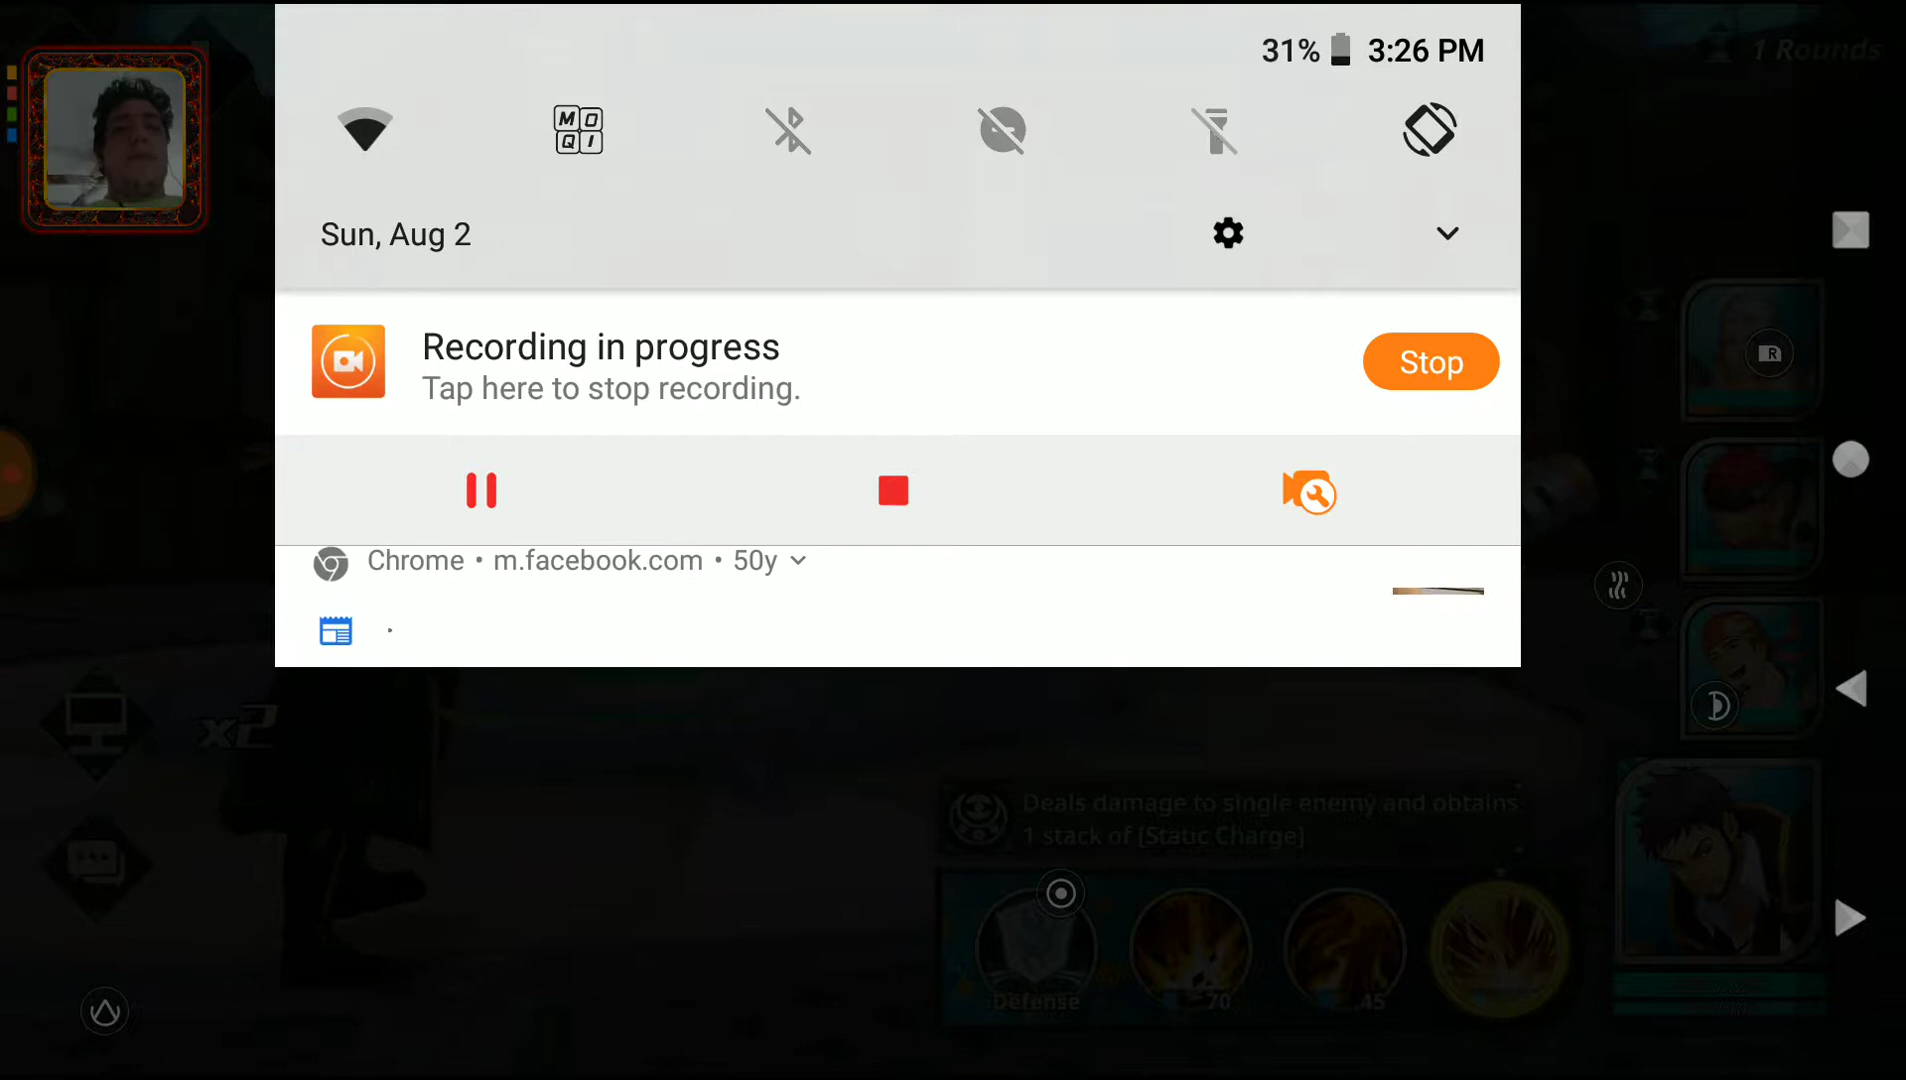 31% 3:26 PM
1 Rounds
M O
Q I
Sun, Aug 2
Recording in progress
Tap here to stop recording.
Stop
R
Chrome • m.facebook.com • 50y
x2
Deals damage to single enemy and obtains
1 stack of [Static Charge]
Defense 70 45